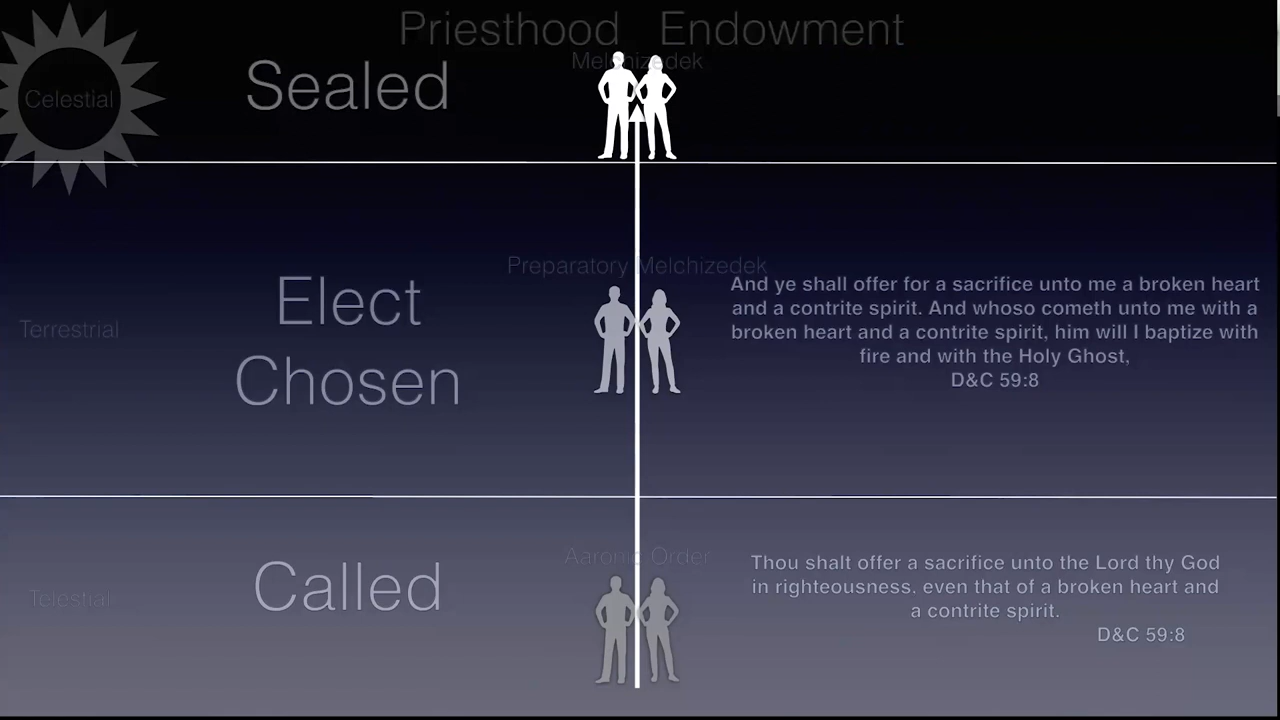 Priesthood Endowment
Melchizedek
Celestial
Sealed
Preparatory Melchizedek
Terrestrial
Elect
Chosen
And ye shall offer for a sacrifice unto me a broken heart
and a contrite spirit. And whoso cometh unto me with a
broken heart and a contrite spirit, him will I baptize with
fire and with the Holy Ghost,
D&C 59:8
Aaronic Order
Telestial
Called
Thou shalt offer a sacrifice unto the Lord thy God
in righteousness. even that of a broken heart and
a contrite spirit.
D&C 59:8